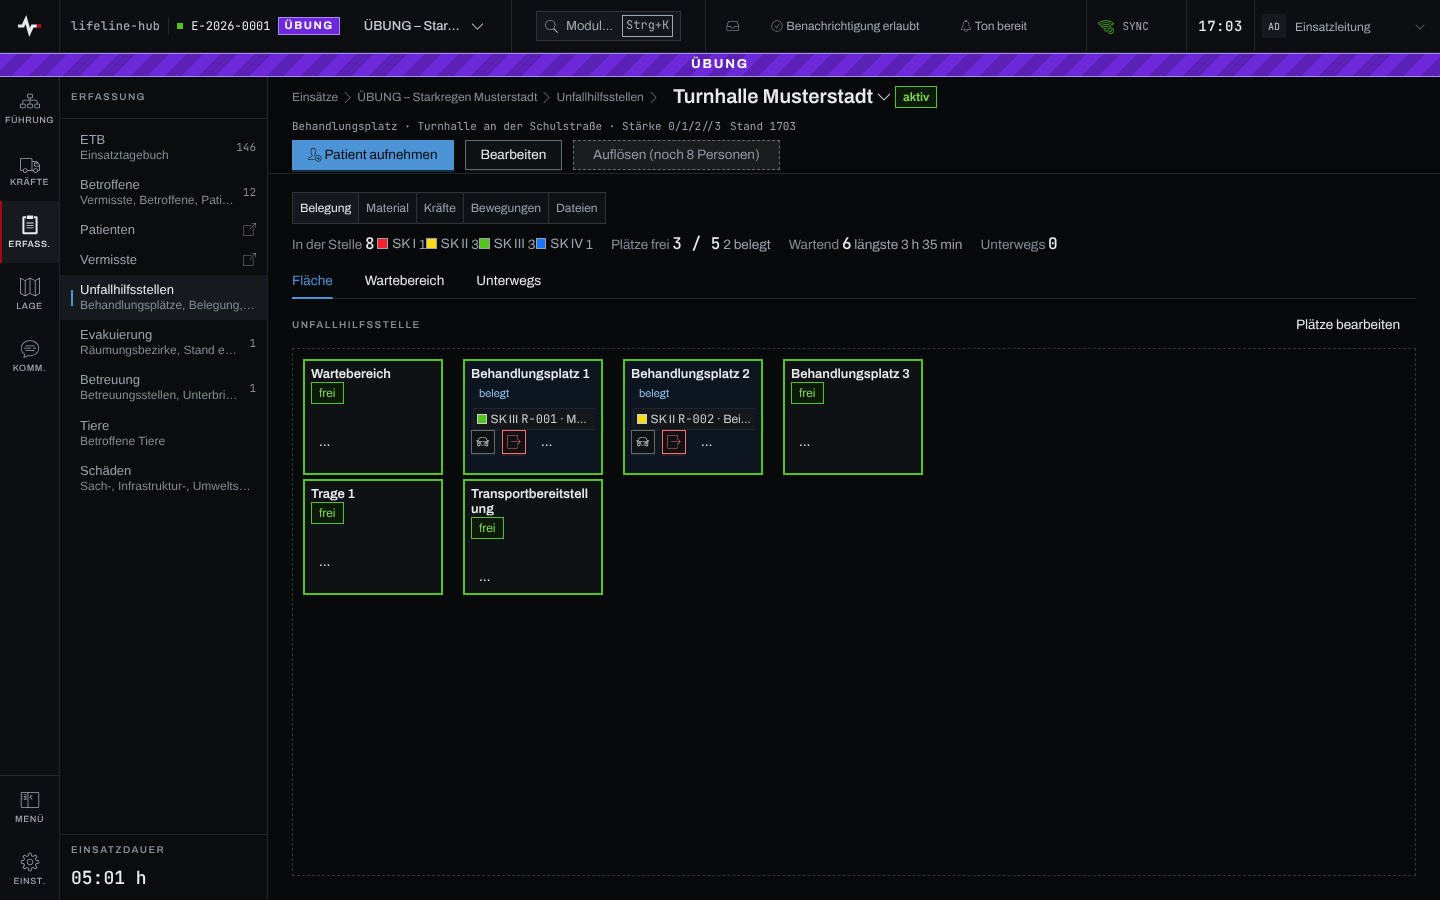 lifeline-hub E-2026-0001 ÜBUNG ÜBUNG – Star... Modul... Strg+K Benachrichtigung erlaubt Ton bereit SYNC 17:03 AD Einsatzleitung
ÜBUNG
FÜHRUNG
KRÄFTE
ERFASS.
LAGE
KOMM.
MENÜ
EINST.
ERFASSUNG
ETB
Einsatztagebuch
146
Betroffene
Vermisste, Betroffene, Pati...
12
Patienten
Vermisste
Unfallhilfsstellen
Behandlungsplätze, Belegung,...
Evakuierung
Räumungsbezirke, Stand e...
1
Betreuung
Betreuungsstellen, Unterbri...
1
Tiere
Betroffene Tiere
Schäden
Sach-, Infrastruktur-, Umwelts...
EINSATZDAUER
05:01 h
Einsätze ÜBUNG – Starkregen Musterstadt Unfallhilfsstellen Turnhalle Musterstadt aktiv
Behandlungsplatz · Turnhalle an der Schulstraße · Stärke 0/1/2//3 Stand 1703
Patient aufnehmen Bearbeiten Auflösen (noch 8 Personen)
Belegung Material Kräfte Bewegungen Dateien
In der Stelle 8 SK I 1 SK II 3 SK III 3 SK IV 1 Plätze frei 3 / 5 2 belegt Wartend 6 längste 3 h 35 min Unterwegs 0
Fläche Wartebereich Unterwegs
UNFALLHILFSSTELLE Plätze bearbeiten
Wartebereich
frei
...
Behandlungsplatz 1
belegt
SK III R-001 · M...
...
Behandlungsplatz 2
belegt
SK II R-002 · Bei...
...
Behandlungsplatz 3
frei
...
Trage 1
frei
...
Transportbereitstell
ung
frei
...